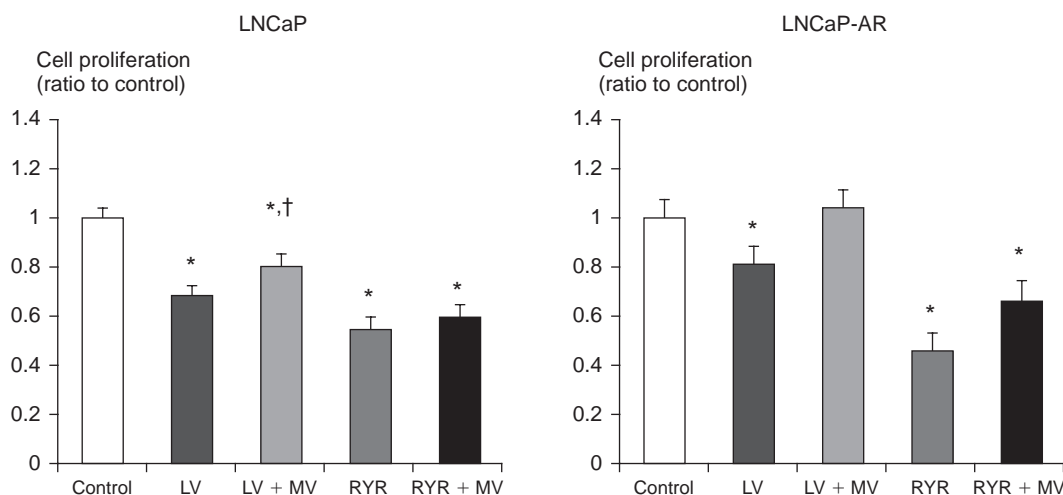 LNCaP
Cell proliferation
(ratio to control)
1.4
1.2
1
0.8
0.6
0.4
0.2
0
*
*,†
*
*
Control LV LV + MV RYR RYR + MV
LNCaP-AR
Cell proliferation
(ratio to control)
1.4
1.2
1
0.8
0.6
0.4
0.2
0
*
*
*
Control LV LV + MV RYR RYR + MV